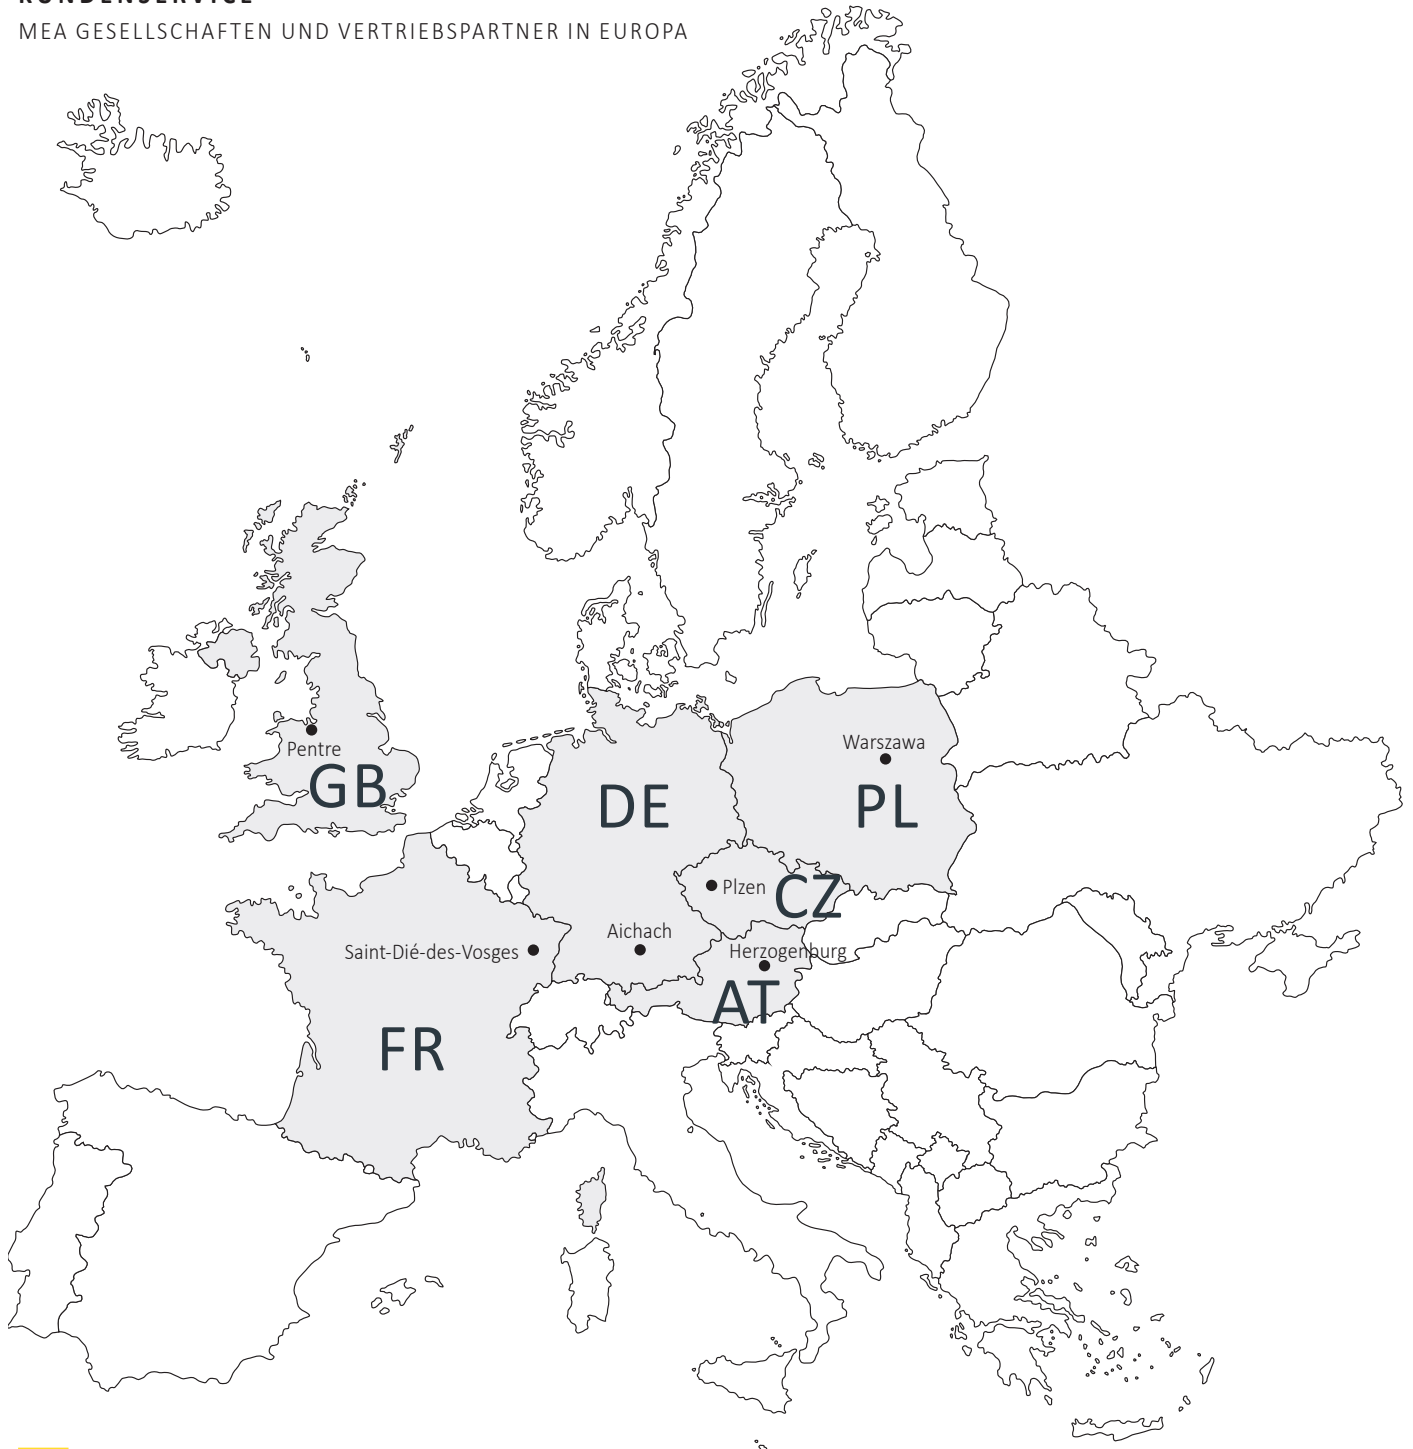 KUNDENSERVICE
MEA GESELLSCHAFTEN UND VERTRIEBSPARTNER IN EUROPA
Warszawa
Pentre
GB
DE
PL
Plzen
CZ
Aichach
Saint-Dié-des-Vosges
Herzogenburg
AT
FR